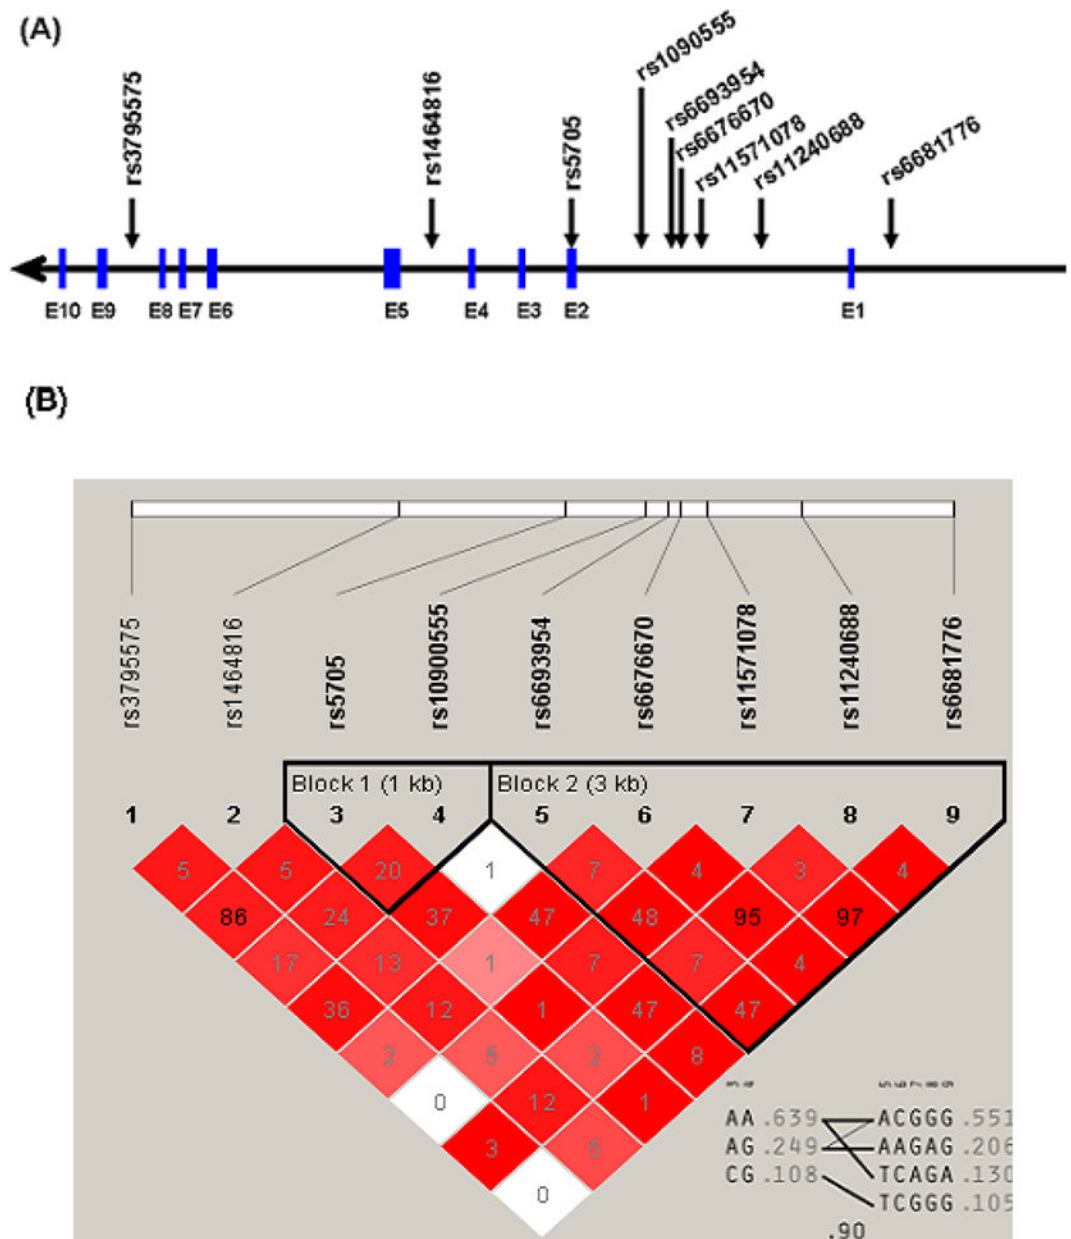 (A)
rs3795575
rs1464816
rs5705
rs1090555
rs6693954
rs6676670
rs11571078
rs11240688
rs6681776
E10 E9 E8 E7 E6 E5 E4 E3 E2 E1
(B)
rs3795575
rs1464816
rs5705
rs10900555
rs6693954
rs6676670
rs11571078
rs11240688
rs6681776
Block 1 (1 kb) Block 2 (3 kb)
1 2 3 4 5 6 7 8 9
5 5 20 1 7 4 3 4
86 24 37 47 48 95 97
17 13 1 7 7 4
36 12 1 47 47
2 5 2 8
0 12 1
3 6
0
AA .639 ACGGG .551
AG .249 AAGAG .206
CG .108 TCAGA .130
TCGGG .105
.90